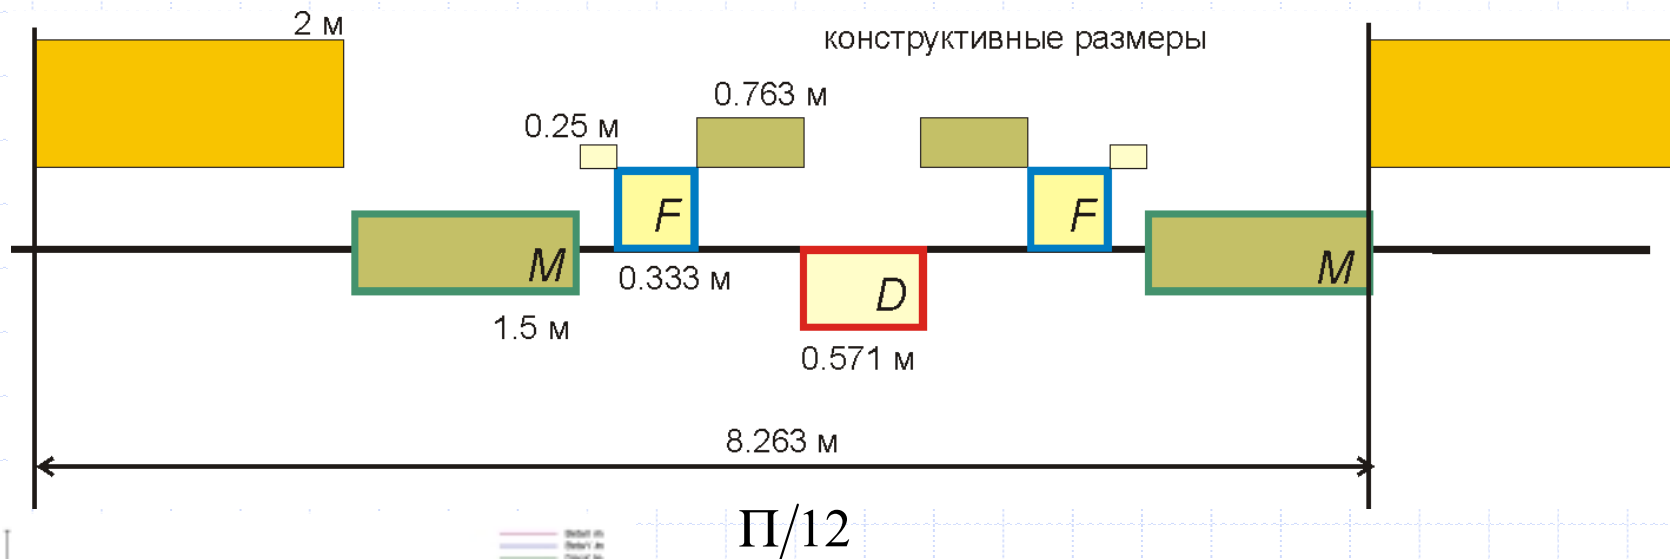 2 м
конструктивные размеры
0.763 м
0.25 м
F
F
M
M
0.333 м
D
1.5 м
0.571 м
8.263 м
П/12